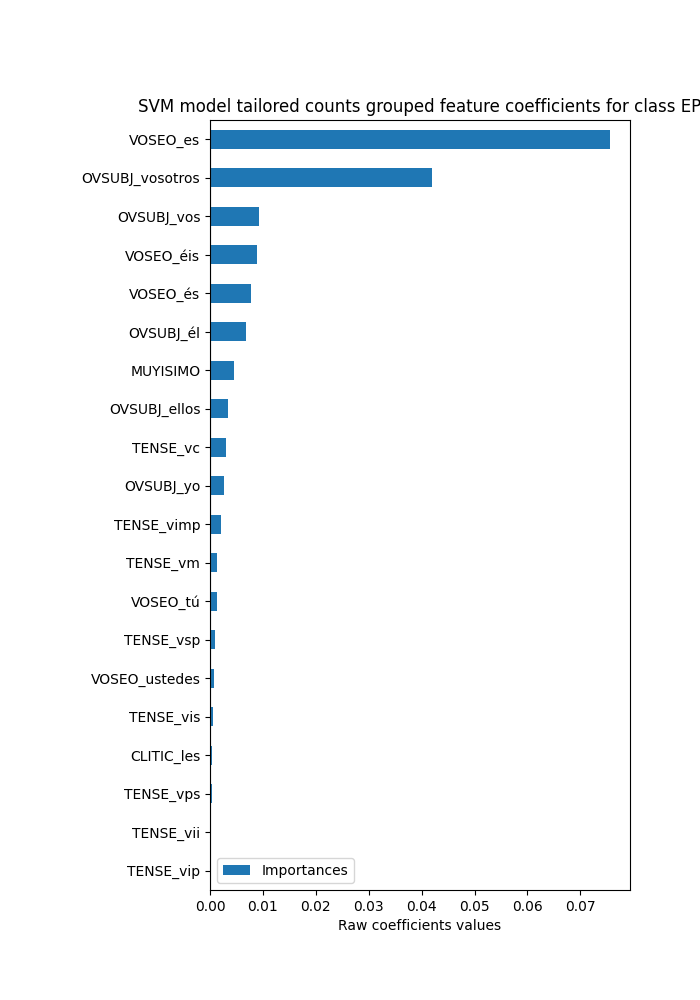 SVM model tailored counts grouped feature coefficients for class EP
VOSEO_es
OVSUBJ_vosotros
OVSUBJ_vos
VOSEO_éis
VOSEO_és
OVSUBJ_él
MUYISIMO
OVSUBJ_ellos
TENSE_vc
OVSUBJ_yo
TENSE_vimp
TENSE_vm
VOSEO_tú
TENSE_vsp
VOSEO_ustedes
TENSE_vis
CLITIC_les
TENSE_vps
TENSE_vii
TENSE_vip
Importances
0.00 0.01 0.02 0.03 0.04 0.05 0.06 0.07
Raw coefficients values